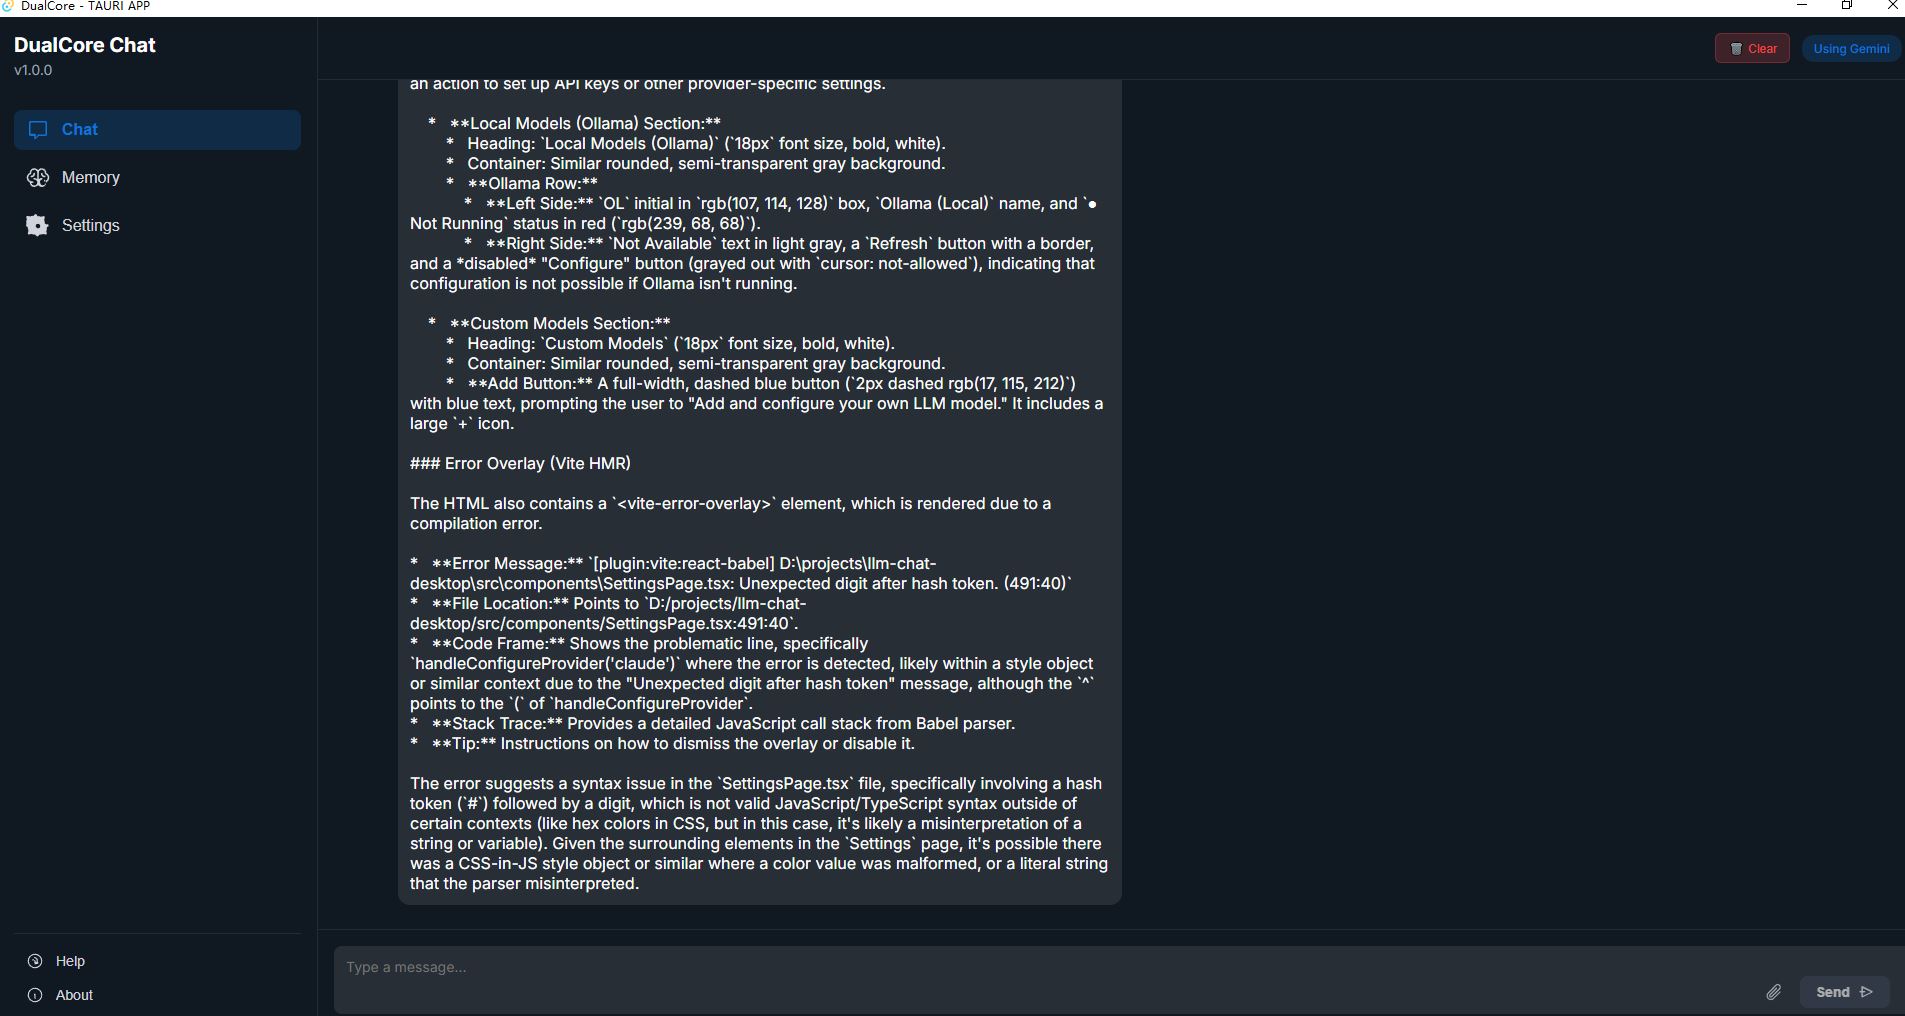 DualCore - TAURI APP
DualCore Chat
v1.0.0
Clear
Using Gemini
Chat
Memory
Settings
an action to set up API keys or other provider-specific settings.
* **Local Models (Ollama) Section:**
* Heading: `Local Models (Ollama)` (`18px` font size, bold, white).
* Container: Similar rounded, semi-transparent gray background.
* **Ollama Row:**
* **Left Side:** `OL` initial in `rgb(107, 114, 128)` box, `Ollama (Local)` name, and `●
Not Running` status in red (`rgb(239, 68, 68)`).
* **Right Side:** `Not Available` text in light gray, a `Refresh` button with a border,
and a *disabled* "Configure" button (grayed out with `cursor: not-allowed`), indicating that
configuration is not possible if Ollama isn't running.
* **Custom Models Section:**
* Heading: `Custom Models` (`18px` font size, bold, white).
* Container: Similar rounded, semi-transparent gray background.
* **Add Button:** A full-width, dashed blue button (`2px dashed rgb(17, 115, 212)`)
with blue text, prompting the user to "Add and configure your own LLM model." It includes a
large `+` icon.
### Error Overlay (Vite HMR)
The HTML also contains a `<vite-error-overlay>` element, which is rendered due to a
compilation error.
* **Error Message:** `[plugin:vite:react-babel] D:\projects\llm-chat-
desktop\src\components\SettingsPage.tsx: Unexpected digit after hash token. (491:40)`
* **File Location:** Points to `D:/projects/llm-chat-
desktop/src/components/SettingsPage.tsx:491:40`.
* **Code Frame:** Shows the problematic line, specifically
`handleConfigureProvider('claude')` where the error is detected, likely within a style object
or similar context due to the "Unexpected digit after hash token" message, although the `^`
points to the `(` of `handleConfigureProvider`.
* **Stack Trace:** Provides a detailed JavaScript call stack from Babel parser.
* **Tip:** Instructions on how to dismiss the overlay or disable it.
The error suggests a syntax issue in the `SettingsPage.tsx` file, specifically involving a hash
token (`#`) followed by a digit, which is not valid JavaScript/TypeScript syntax outside of
certain contexts (like hex colors in CSS, but in this case, it's likely a misinterpretation of a
string or variable). Given the surrounding elements in the `Settings` page, it's possible there
was a CSS-in-JS style object or similar where a color value was malformed, or a literal string
that the parser misinterpreted.
Help
About
Type a message...
Send